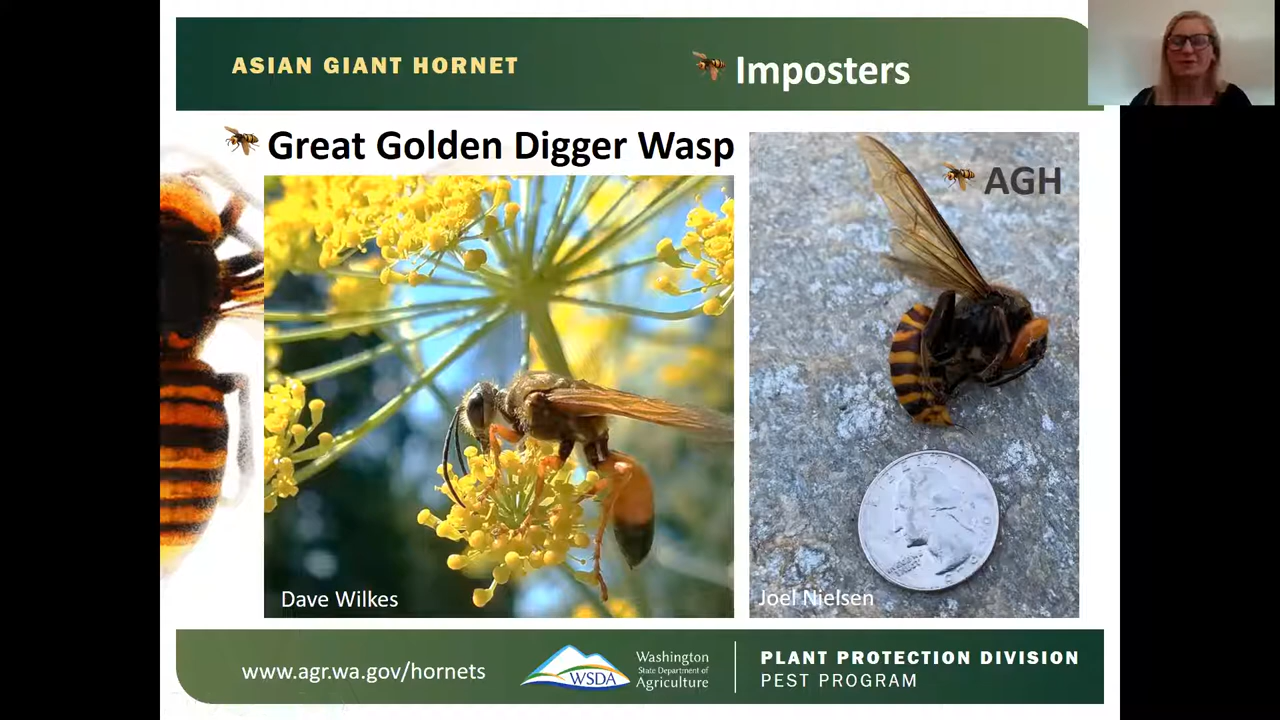 ASIAN GIANT HORNET
Imposters
Great Golden Digger Wasp
AGH
Dave Wilkes
Joel Nielsen
www.agr.wa.gov/hornets
WSDA
Washington
State Department of
Agriculture
PLANT PROTECTION DIVISION
PEST PROGRAM